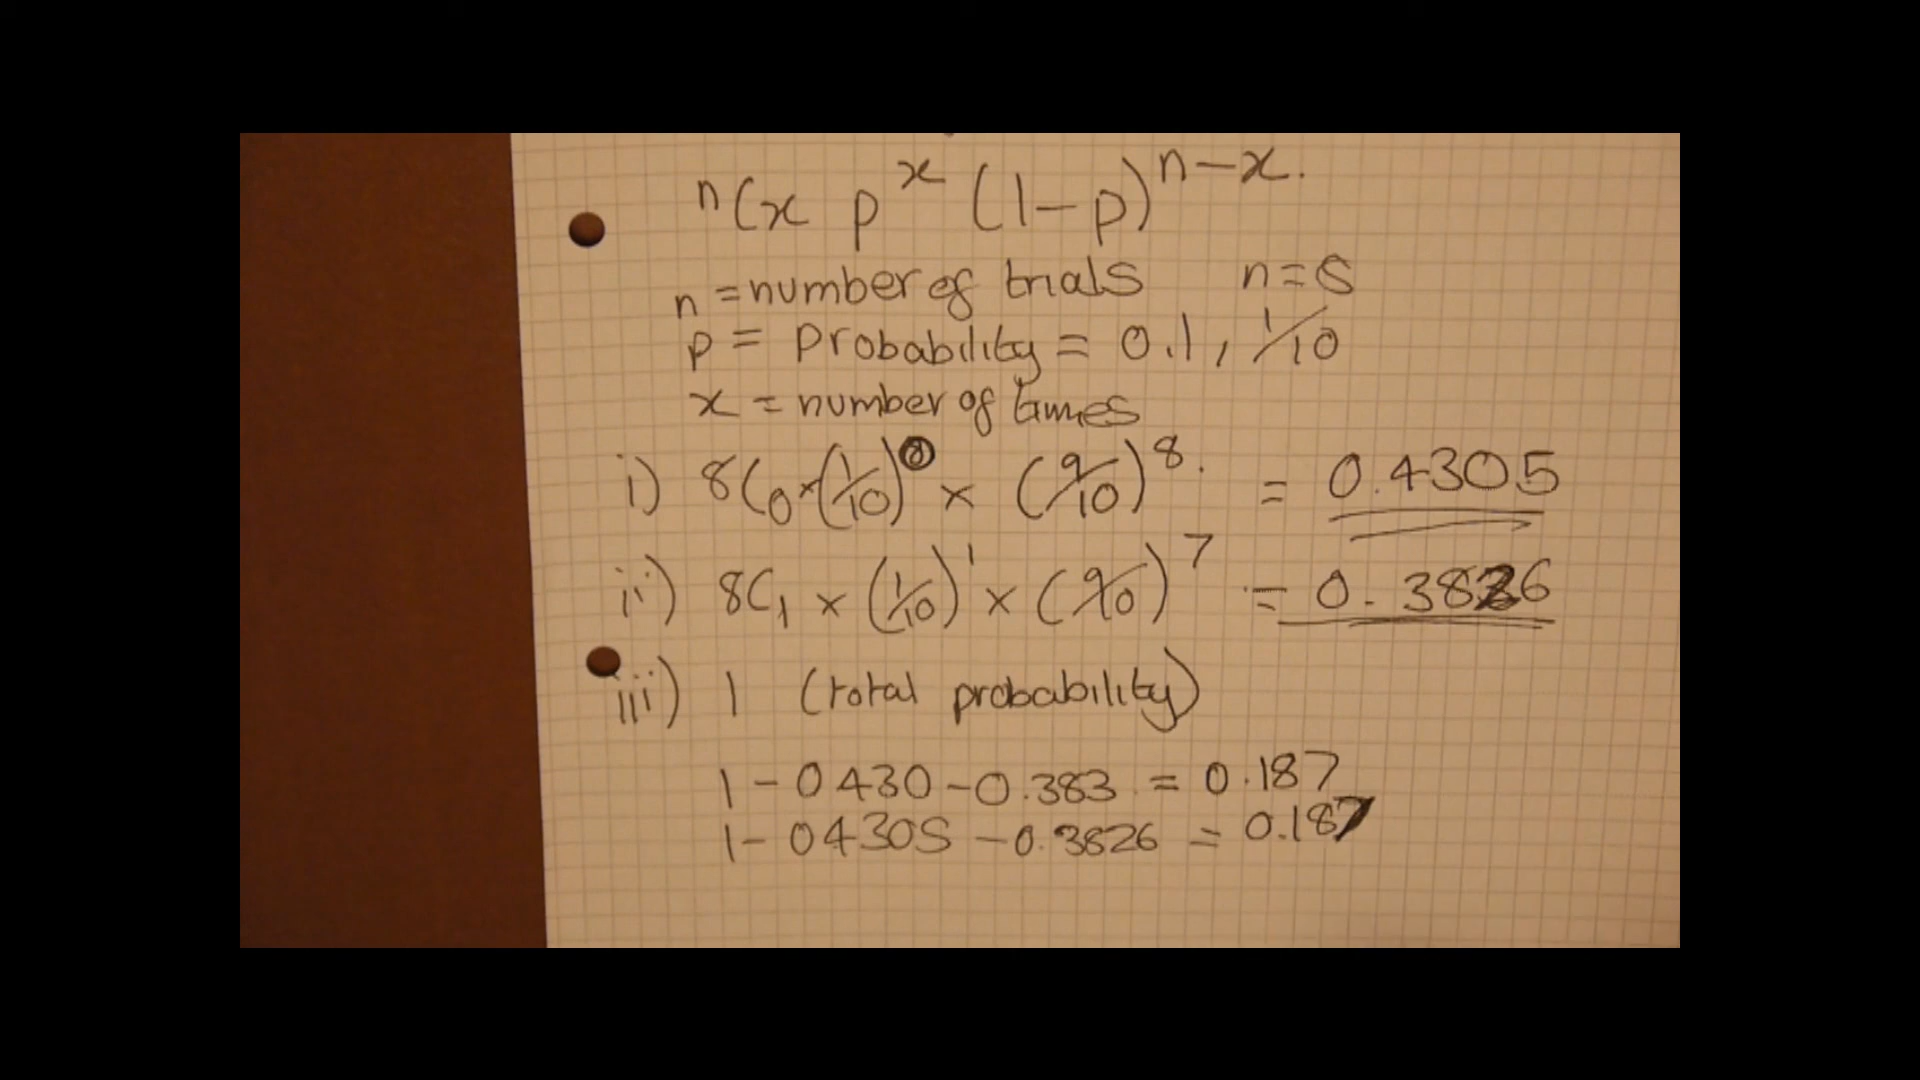 nCx p^x (1-p)^n-x.
n = number of trials n=8
p = Probability = 0.1, 1/10
x = number of times
i) 8C0 × (1/10)^0 × (9/10)^8. = 0.4305
ii) 8C1 × (1/10)^1 × (9/10)^7 = 0.3826
iii) 1 (total probability)
1 - 0430 - 0.383 = 0.187
1 - 04305 - 0.3826 = 0.187